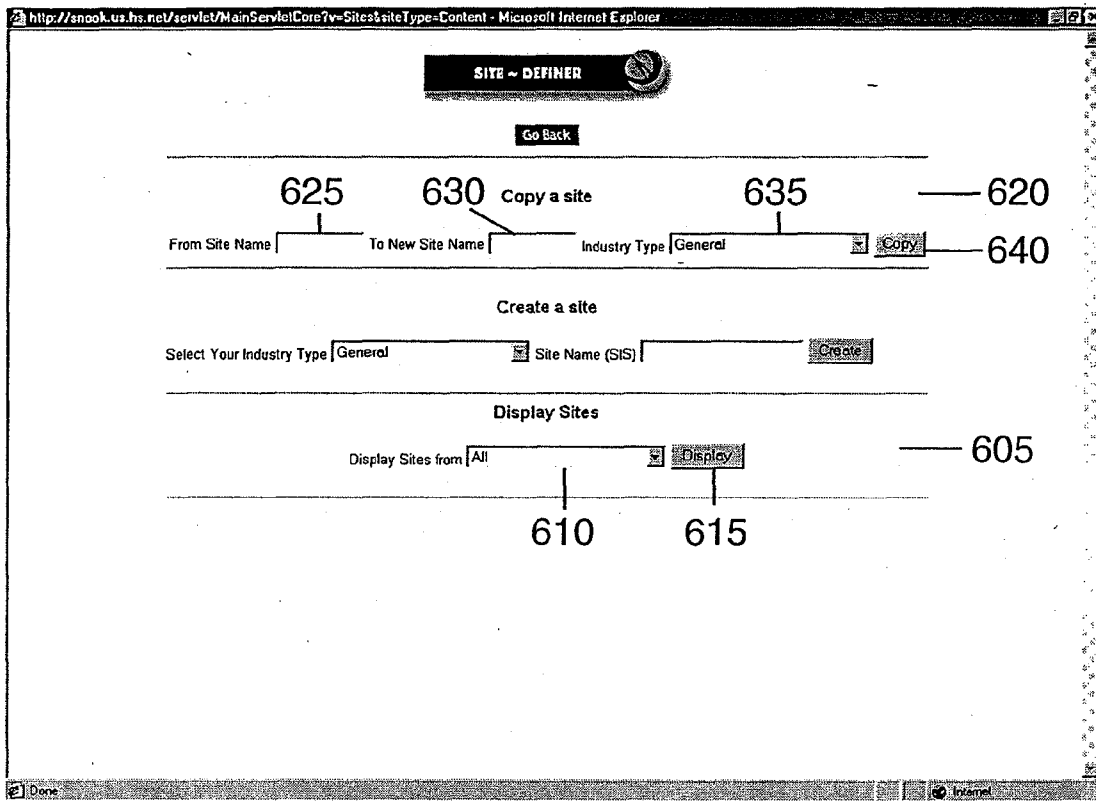 http://snook.us.hs.net/servlet/MainServletCore?v=Sites&siteType=Content - Microsoft Internet Explorer
SITE ~ DEFINER
Go Back
625 630 Copy a site 635 620
From Site Name To New Site Name Industry Type General Copy 640
Create a site
Select Your Industry Type General Site Name (SIS) Create
Display Sites
Display Sites from All Display 605
610 615
Done Internet